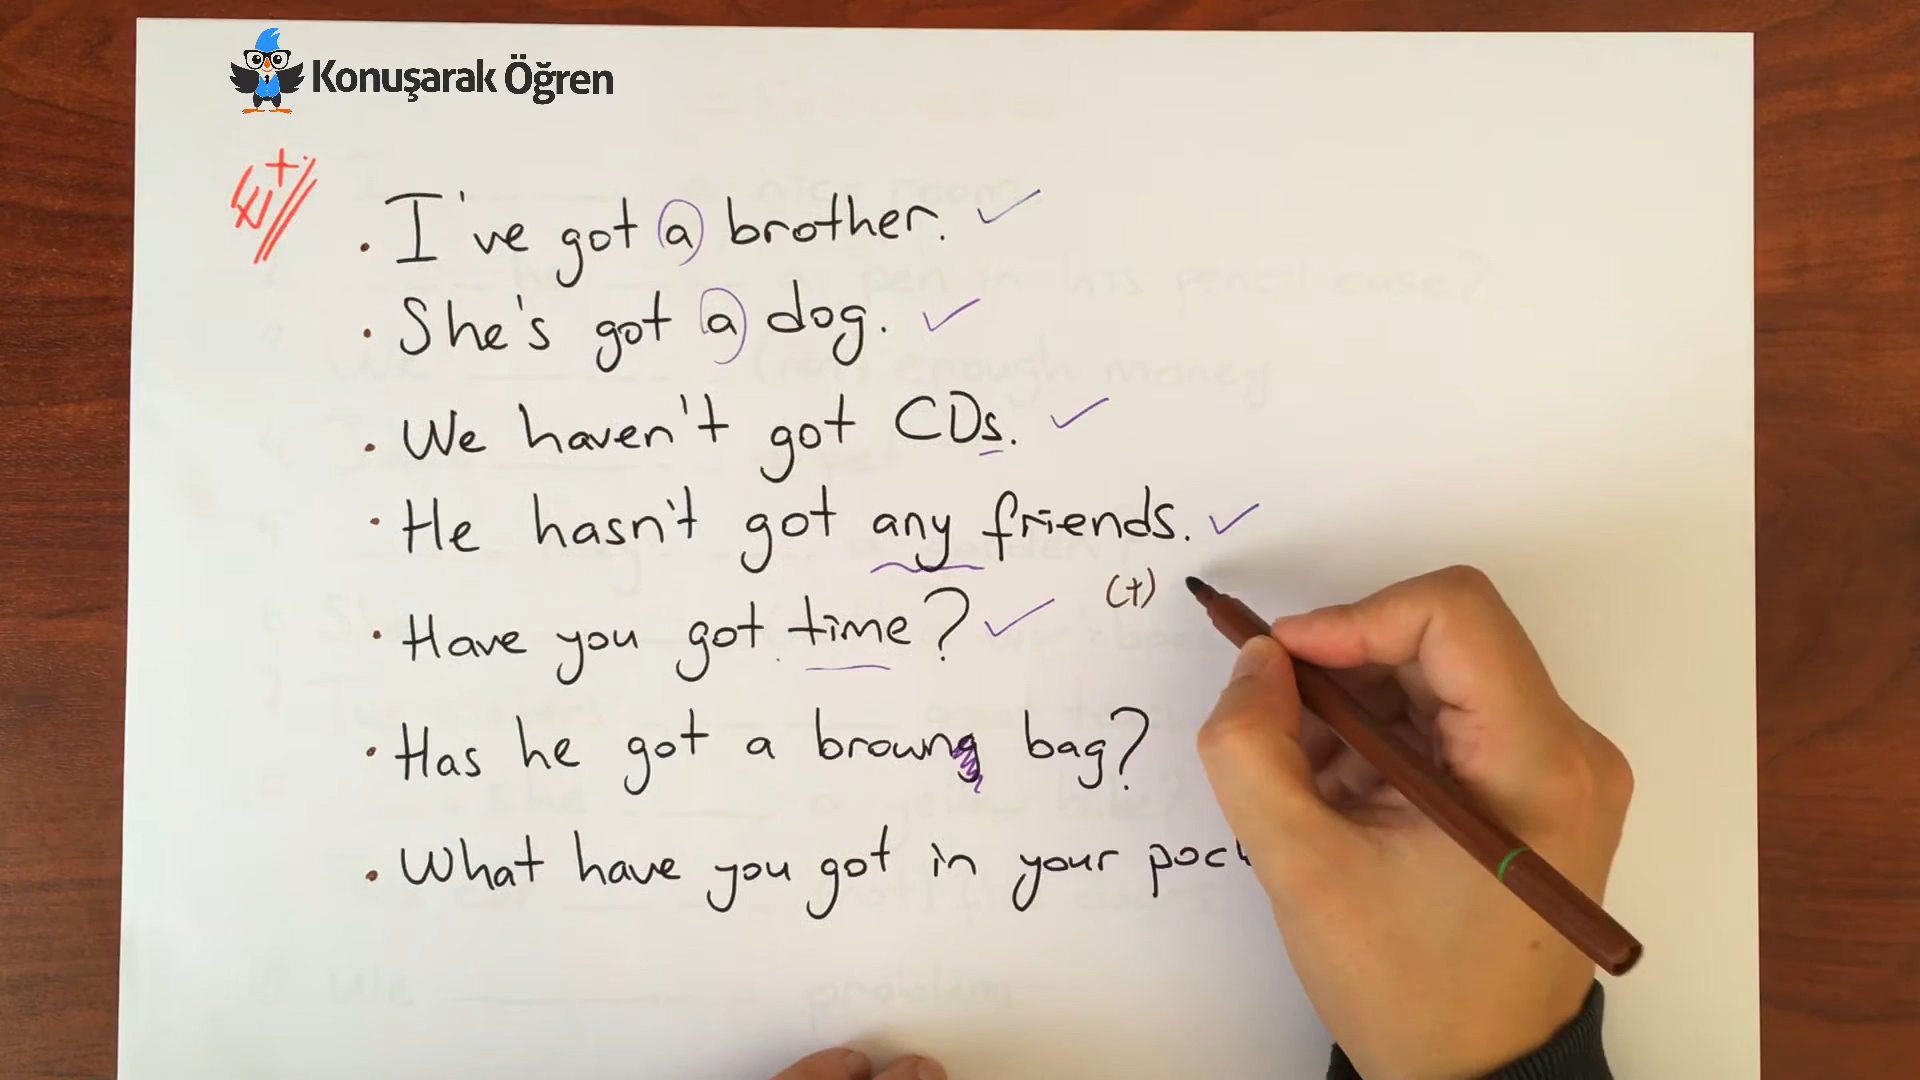 Konuşarak Öğren
I've got a brother.
She's got a dog.
We haven't got CDs.
He hasn't got any friends.
(+)
Have you got time?
Has he got a brown bag?
What have you got in your